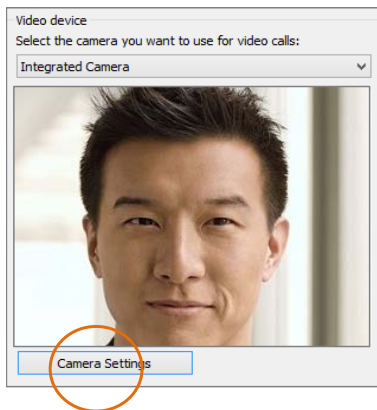 Video device
Select the camera you want to use for video calls:
Integrated Camera
Camera Settings